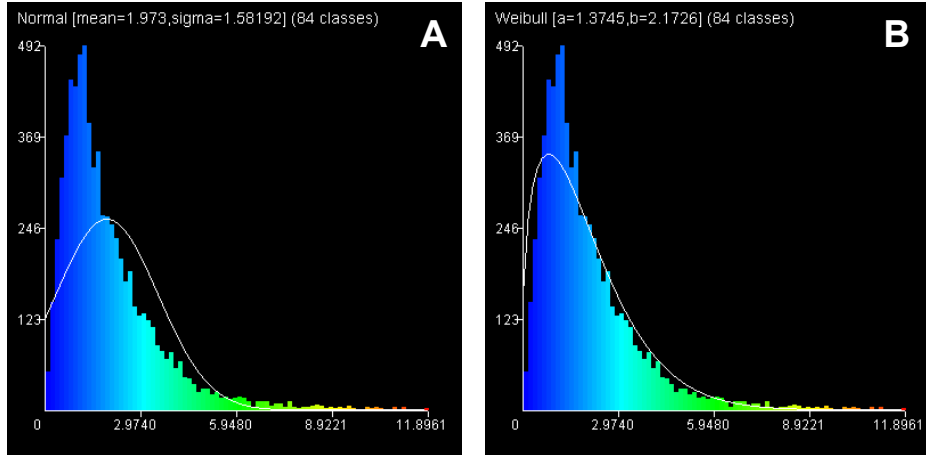 Normal [mean=1.973,sigma=1.58192] (84 classes)
A
492
369
246
123
0 2.9740 5.9480 8.9221 11.8961
Weibull [a=1.3745,b=2.1726] (84 classes)
B
492
369
246
123
0 2.9740 5.9480 8.9221 11.8961